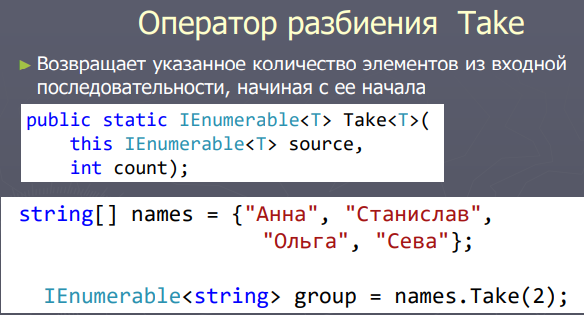 Оператор разбиения Take
Возвращает указанное количество элементов из входной
последовательности, начиная с ее начала
public static IEnumerable<T> Take<T>(
this IEnumerable<T> source,
int count);
string[] names = {"Анна", "Станислав",
"Ольга", "Сева"};
IEnumerable<string> group = names.Take(2);